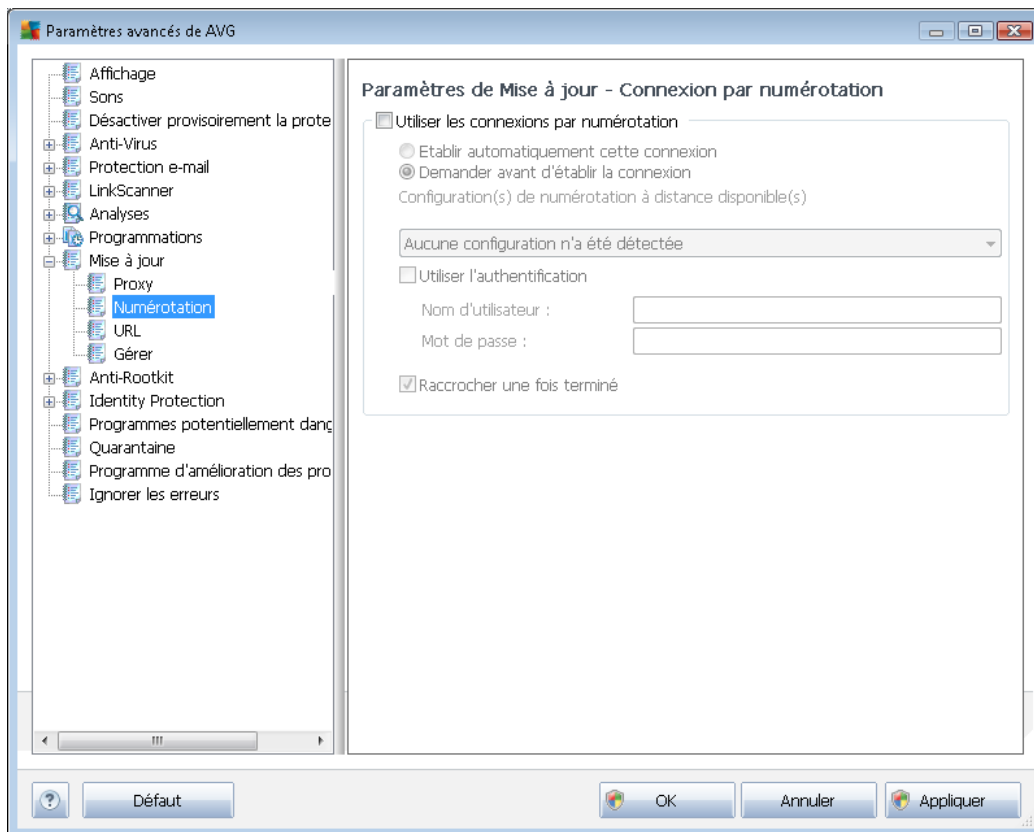 Paramètres avancés de AVG
Affichage
Sons
Désactiver provisoirement la prote
Anti-Virus
Protection e-mail
LinkScanner
Analyses
Programmations
Mise à jour
Proxy
Numérotation
URL
Gérer
Anti-Rootkit
Identity Protection
Programmes potentiellement dang
Quarantaine
Programme d'amélioration des pro
Ignorer les erreurs
Paramètres de Mise à jour - Connexion par numérotation
Utiliser les connexions par numérotation
Etablir automatiquement cette connexion
Demander avant d'établir la connexion
Configuration(s) de numérotation à distance disponible(s)
Aucune configuration n'a été détectée
Utiliser l'authentification
Nom d'utilisateur :
Mot de passe :
Raccrocher une fois terminé
?
Défaut
OK
Annuler
Appliquer